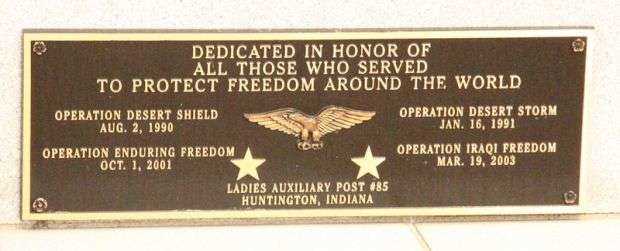 DEDICATED IN HONOR OF
ALL THOSE WHO SERVED
TO PROTECT FREEDOM AROUND THE WORLD
OPERATION DESERT SHIELD
AUG. 2, 1990
OPERATION DESERT STORM
JAN. 16, 1991
OPERATION ENDURING FREEDOM
OCT. 1, 2001
OPERATION IRAQI FREEDOM
MAR. 19, 2003
LADIES AUXILIARY POST #85
HUNTINGTON, INDIANA